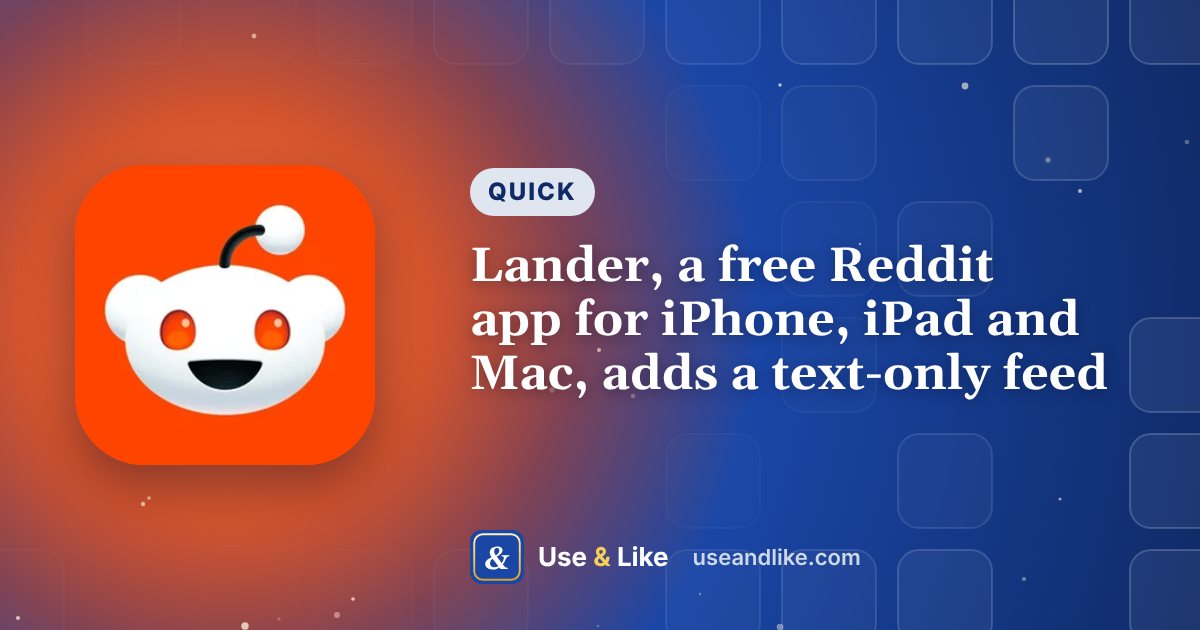 QUICK
Lander, a free Reddit
app for iPhone, iPad and
Mac, adds a text-only feed
& Use & Like useandlike.com